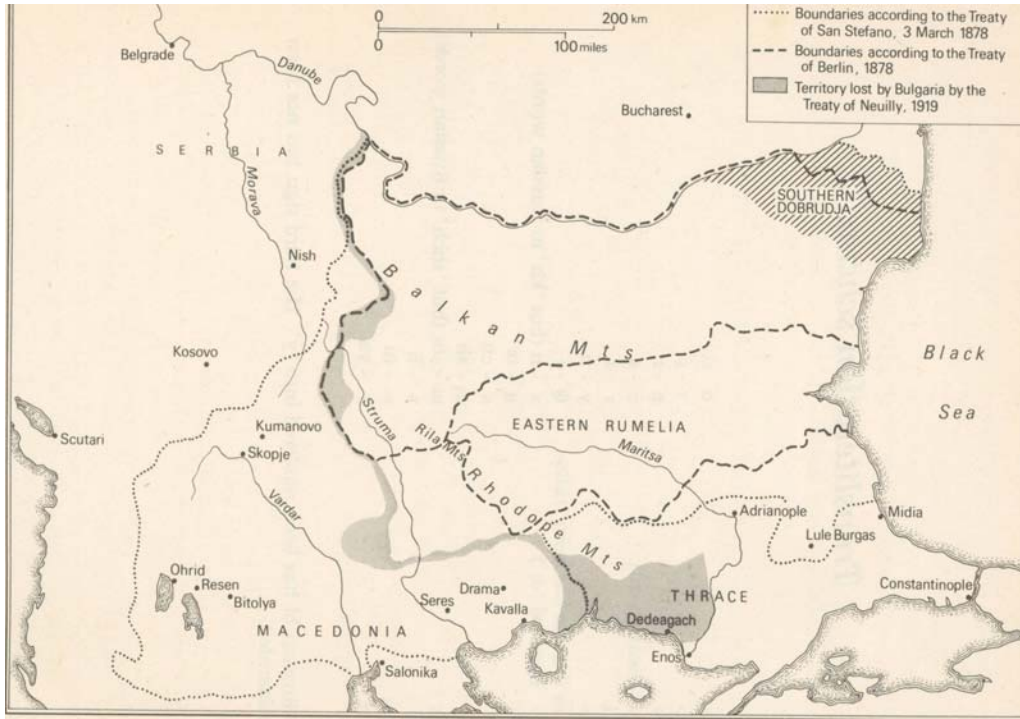 0 200 km
0 100 miles
Boundaries according to the Treaty
of San Stefano, 3 March 1878
Boundaries according to the Treaty
of Berlin, 1878
Territory lost by Bulgaria by the
Treaty of Neuilly, 1919
Belgrade
Danube
Bucharest
SERBIA
Morava
SOUTHERN
DOBRUDJA
Nish
Balkan Mts
Kosovo
Black
Sea
Struma
Scutari
Kumanovo
Skopje
EASTERN RUMELIA
Rila Mts
Maritsa
Rhodope Mts
Vardar
Adrianople
Midia
Lule Burgas
Ohrid
Resen
Bitolya
Drama
Seres
Kavalla
THRACE
Constantinople
Dedeagach
MACEDONIA
Enos
Salonika